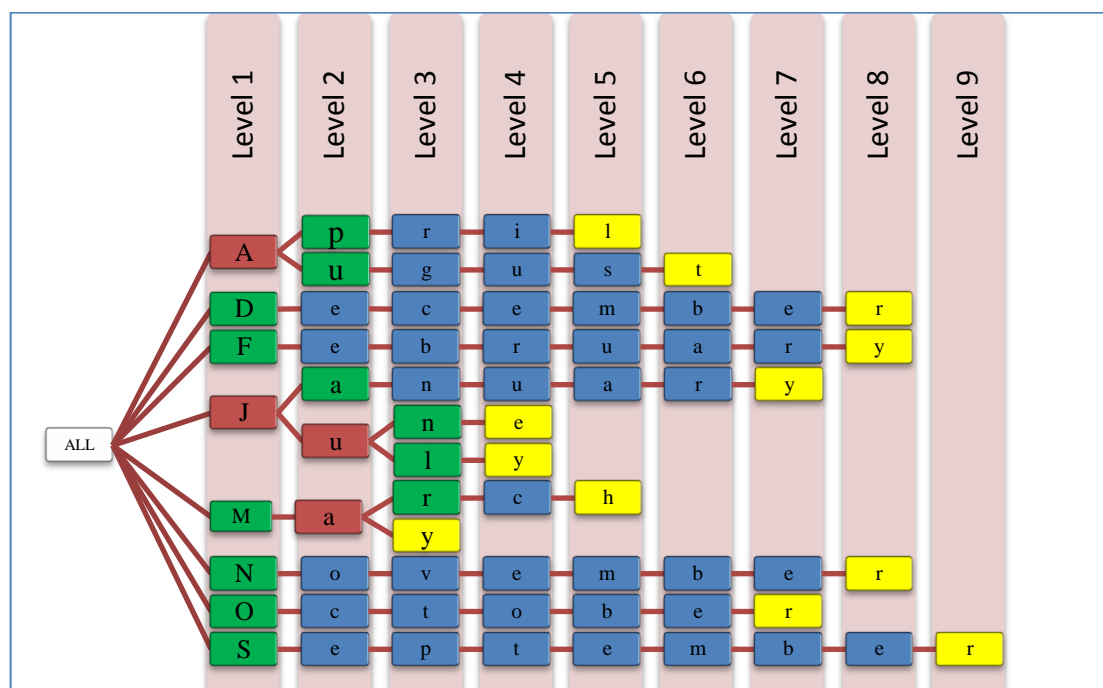 Level 1 Level 2 Level 3 Level 4 Level 5 Level 6 Level 7 Level 8 Level 9
p r i l
A
u g u s t
D e c e m b e r
F e b r u a r y
a n u a r y
J
n e
u
ALL
l y
r c h
M a
y
N o v e m b e r
O c t o b e r
S e p t e m b e r